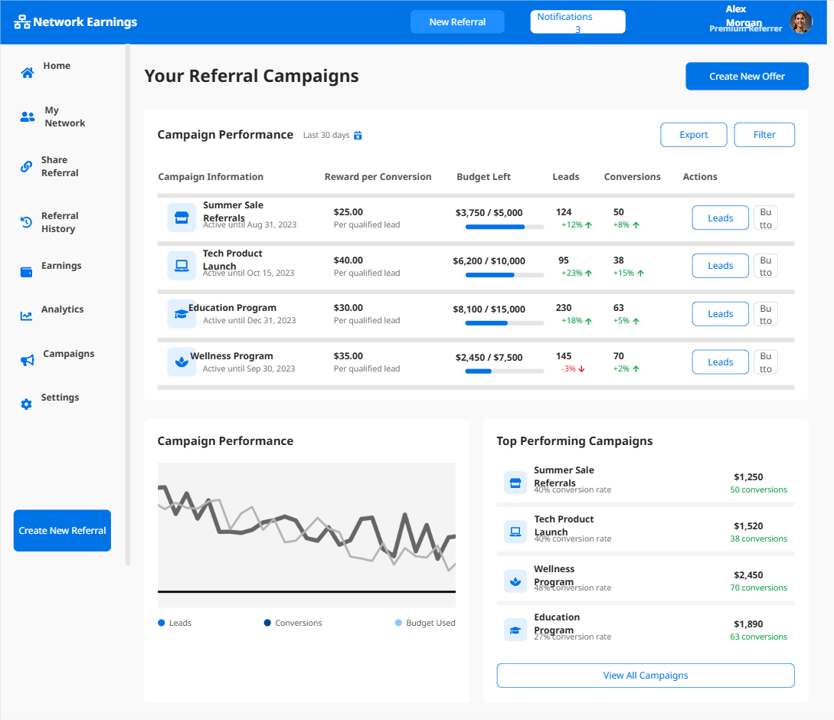 Network Earnings
New Referral
Notifications
3
Alex
Morgan
Premium Referrer
Home
My
Network
Share
Referral
Referral
History
Earnings
Analytics
Campaigns
Settings
Create New Referral
Your Referral Campaigns
Create New Offer
Campaign Performance
Last 30 days
Export
Filter
Campaign Information
Reward per Conversion
Budget Left
Leads
Conversions
Actions
Summer Sale
Referrals
Active until Aug 31, 2023
$25.00
Per qualified lead
$3,750 / $5,000
124
+12%
50
+8%
Leads
Bu
tto
Tech Product
Launch
Active until Oct 15, 2023
$40.00
Per qualified lead
$6,200 / $10,000
95
+23%
38
+15%
Leads
Bu
tto
Education Program
Active until Dec 31, 2023
$30.00
Per qualified lead
$8,100 / $15,000
230
+18%
63
+5%
Leads
Bu
tto
Wellness Program
Active until Sep 30, 2023
$35.00
Per qualified lead
$2,450 / $7,500
145
-3%
70
+2%
Leads
Bu
tto
Campaign Performance
Leads
Conversions
Budget Used
Top Performing Campaigns
Summer Sale
Referrals
40% conversion rate
$1,250
50 conversions
Tech Product
Launch
40% conversion rate
$1,520
38 conversions
Wellness
Program
48% conversion rate
$2,450
70 conversions
Education
Program
27% conversion rate
$1,890
63 conversions
View All Campaigns